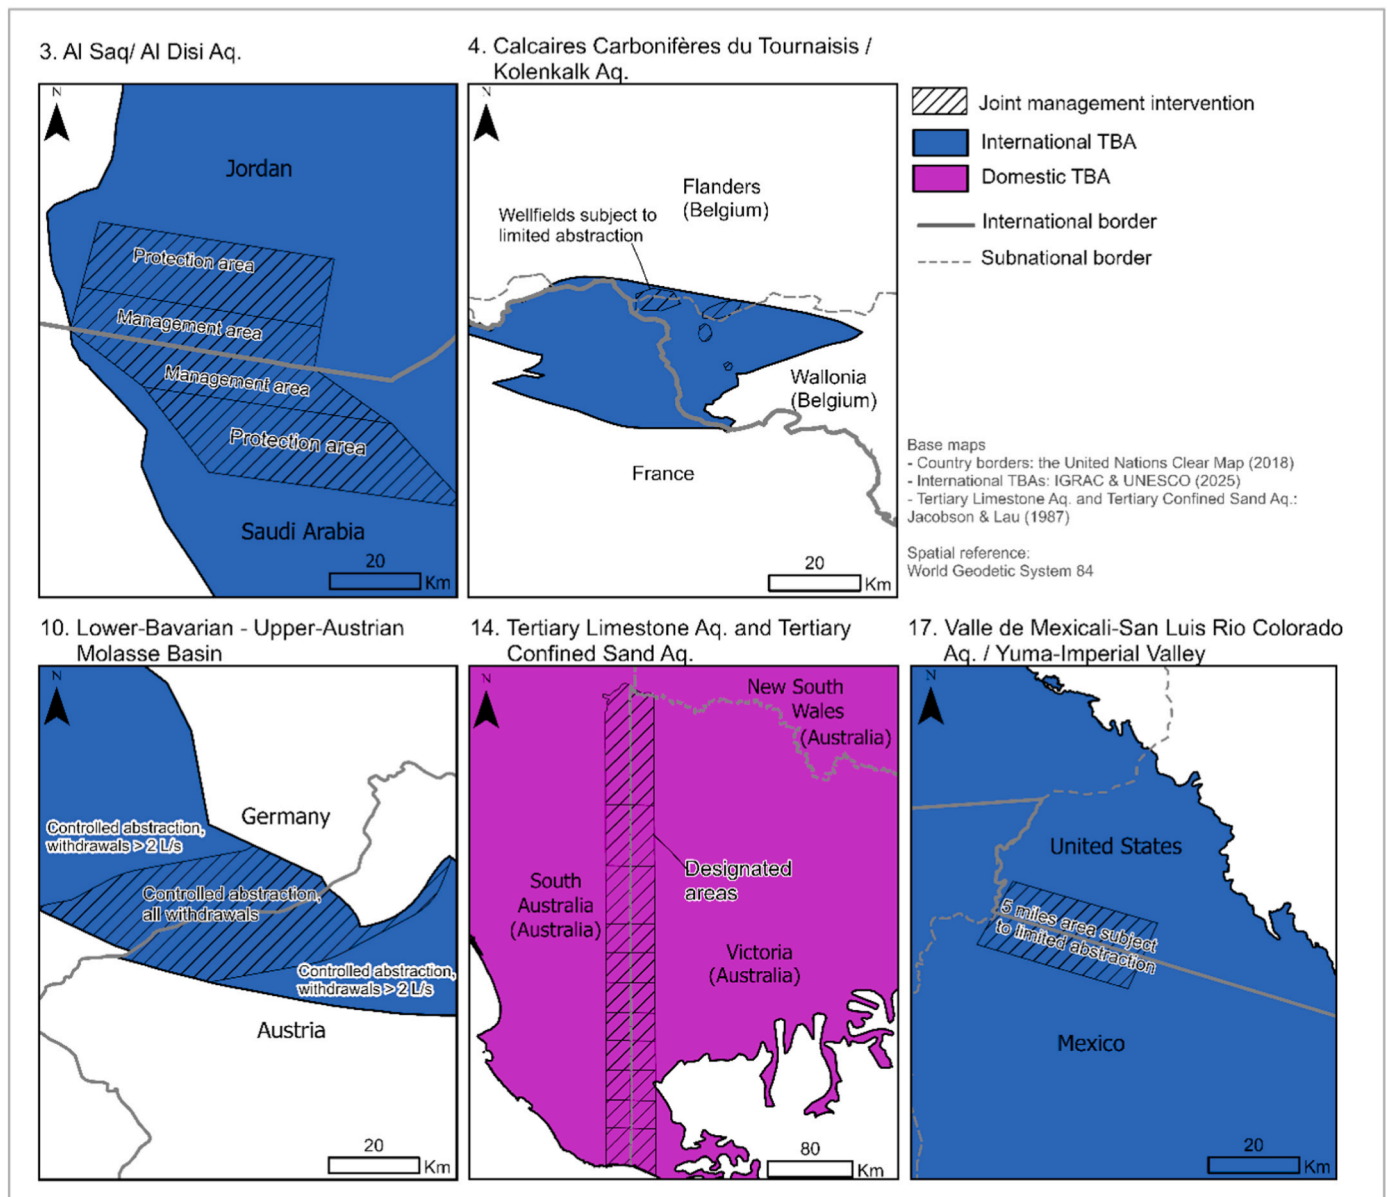 3. Al Saq/ Al Disi Aq.
N
Jordan
Protection area
Management area
Management area
Protection area
Saudi Arabia
20
Km
4. Calcaires Carbonifères du Tournaisis /
Kolenkalk Aq.
N
Flanders
(Belgium)
Wellfields subject to
limited abstraction
Wallonia
(Belgium)
France
20
Km
Joint management intervention
International TBA
Domestic TBA
International border
Subnational border
Base maps
- Country borders: the United Nations Clear Map (2018)
- International TBAs: IGRAC & UNESCO (2025)
- Tertiary Limestone Aq. and Tertiary Confined Sand Aq.:
Jacobson & Lau (1987)
Spatial reference:
World Geodetic System 84
10. Lower-Bavarian - Upper-Austrian
Molasse Basin
N
Germany
Controlled abstraction,
withdrawals > 2 L/s
Controlled abstraction,
all withdrawals
Controlled abstraction,
withdrawals > 2 L/s
Austria
20
Km
14. Tertiary Limestone Aq. and Tertiary
Confined Sand Aq.
N
New South
Wales
(Australia)
Designated
areas
South
Australia
(Australia)
Victoria
(Australia)
80
Km
17. Valle de Mexicali-San Luis Rio Colorado
Aq. / Yuma-Imperial Valley
N
United States
5 miles area subject
to limited abstraction
Mexico
20
Km